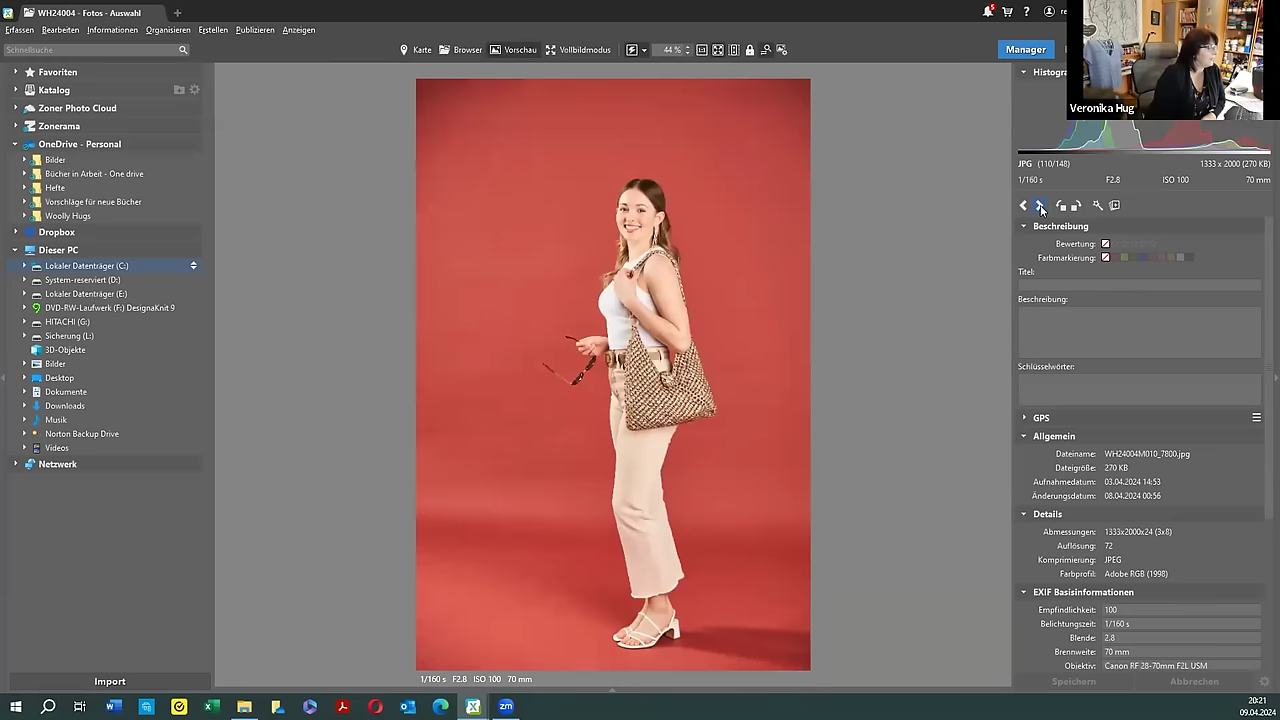 WH24004 - Fotos - Auswahl
Erfassen Bearbeiten Informationen Organisieren Erstellen Publizieren Anzeigen
Schnellsuche
Karte Browser Vorschau Vollbildmodus 44 % Manager
Favoriten
Katalog
Zoner Photo Cloud
Zonerama
OneDrive - Personal
Bilder
Bücher in Arbeit - One drive
Hefte
Vorschläge für neue Bücher
Woolly Hugs
Dropbox
Dieser PC
Lokaler Datenträger (C:)
System-reserviert (D:)
Lokaler Datenträger (E:)
DVD-RW-Laufwerk (F:) DesignaKnit 9
HITACHI (G:)
Sicherung (L:)
3D-Objekte
Bilder
Desktop
Dokumente
Downloads
Musik
Norton Backup Drive
Videos
Netzwerk
Import
1/160 s F2.8 ISO 100 70 mm
Veronika Hug
Histogra
JPG (110/148) 1333 x 2000 (270 KB)
1/160 s F2.8 ISO 100 70 mm
Beschreibung
Bewertung:
Farbmarkierung:
Titel:
Beschreibung:
Schlüsselwörter:
GPS
Allgemein
Dateiname: WH24004M010_7800.jpg
Dateigröße: 270 KB
Aufnahmedatum: 03.04.2024 14:53
Änderungsdatum: 08.04.2024 00:56
Details
Abmessungen: 1333x2000x24 (3x8)
Auflösung: 72
Komprimierung: JPEG
Farbprofil: Adobe RGB (1998)
EXIF Basisinformationen
Empfindlichkeit: 100
Belichtungszeit: 1/160 s
Blende: 2.8
Brennweite: 70 mm
Objektiv: Canon RF 28-70mm F2L USM
Speichern Abbrechen
20:21
09.04.2024